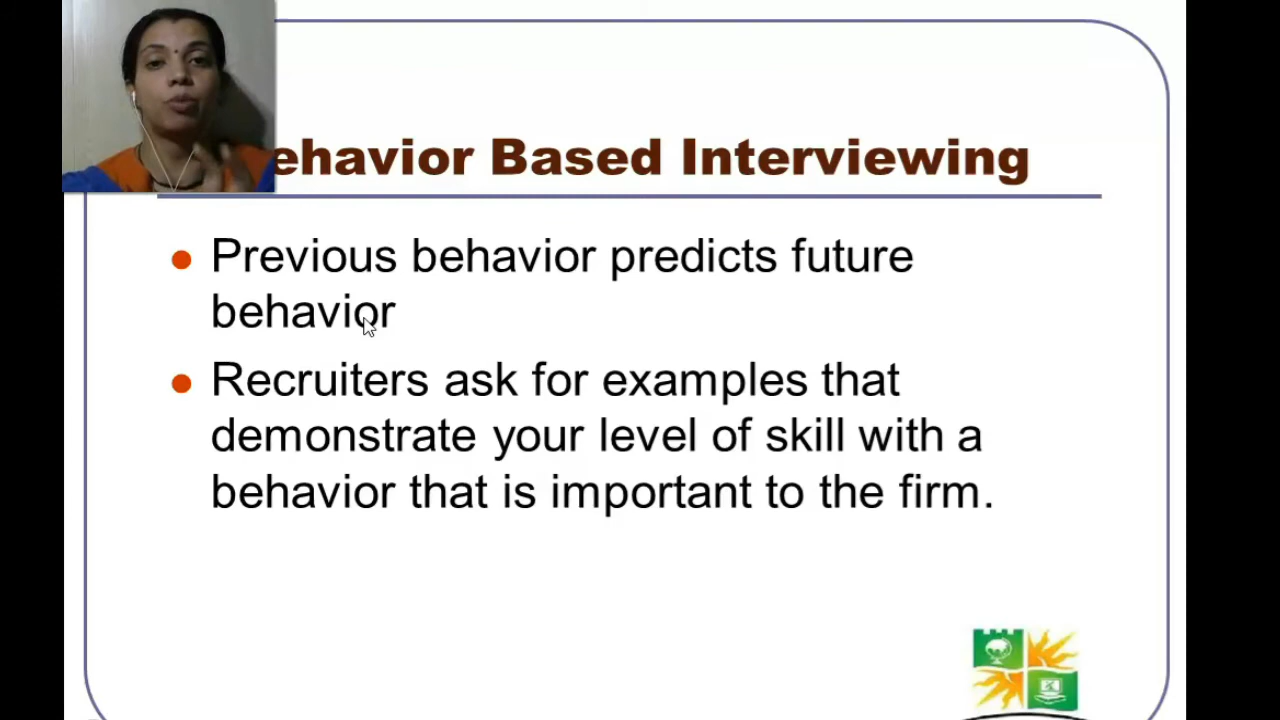 ehavior Based Interviewing
Previous behavior predicts future
behavior
Recruiters ask for examples that
demonstrate your level of skill with a
behavior that is important to the firm.